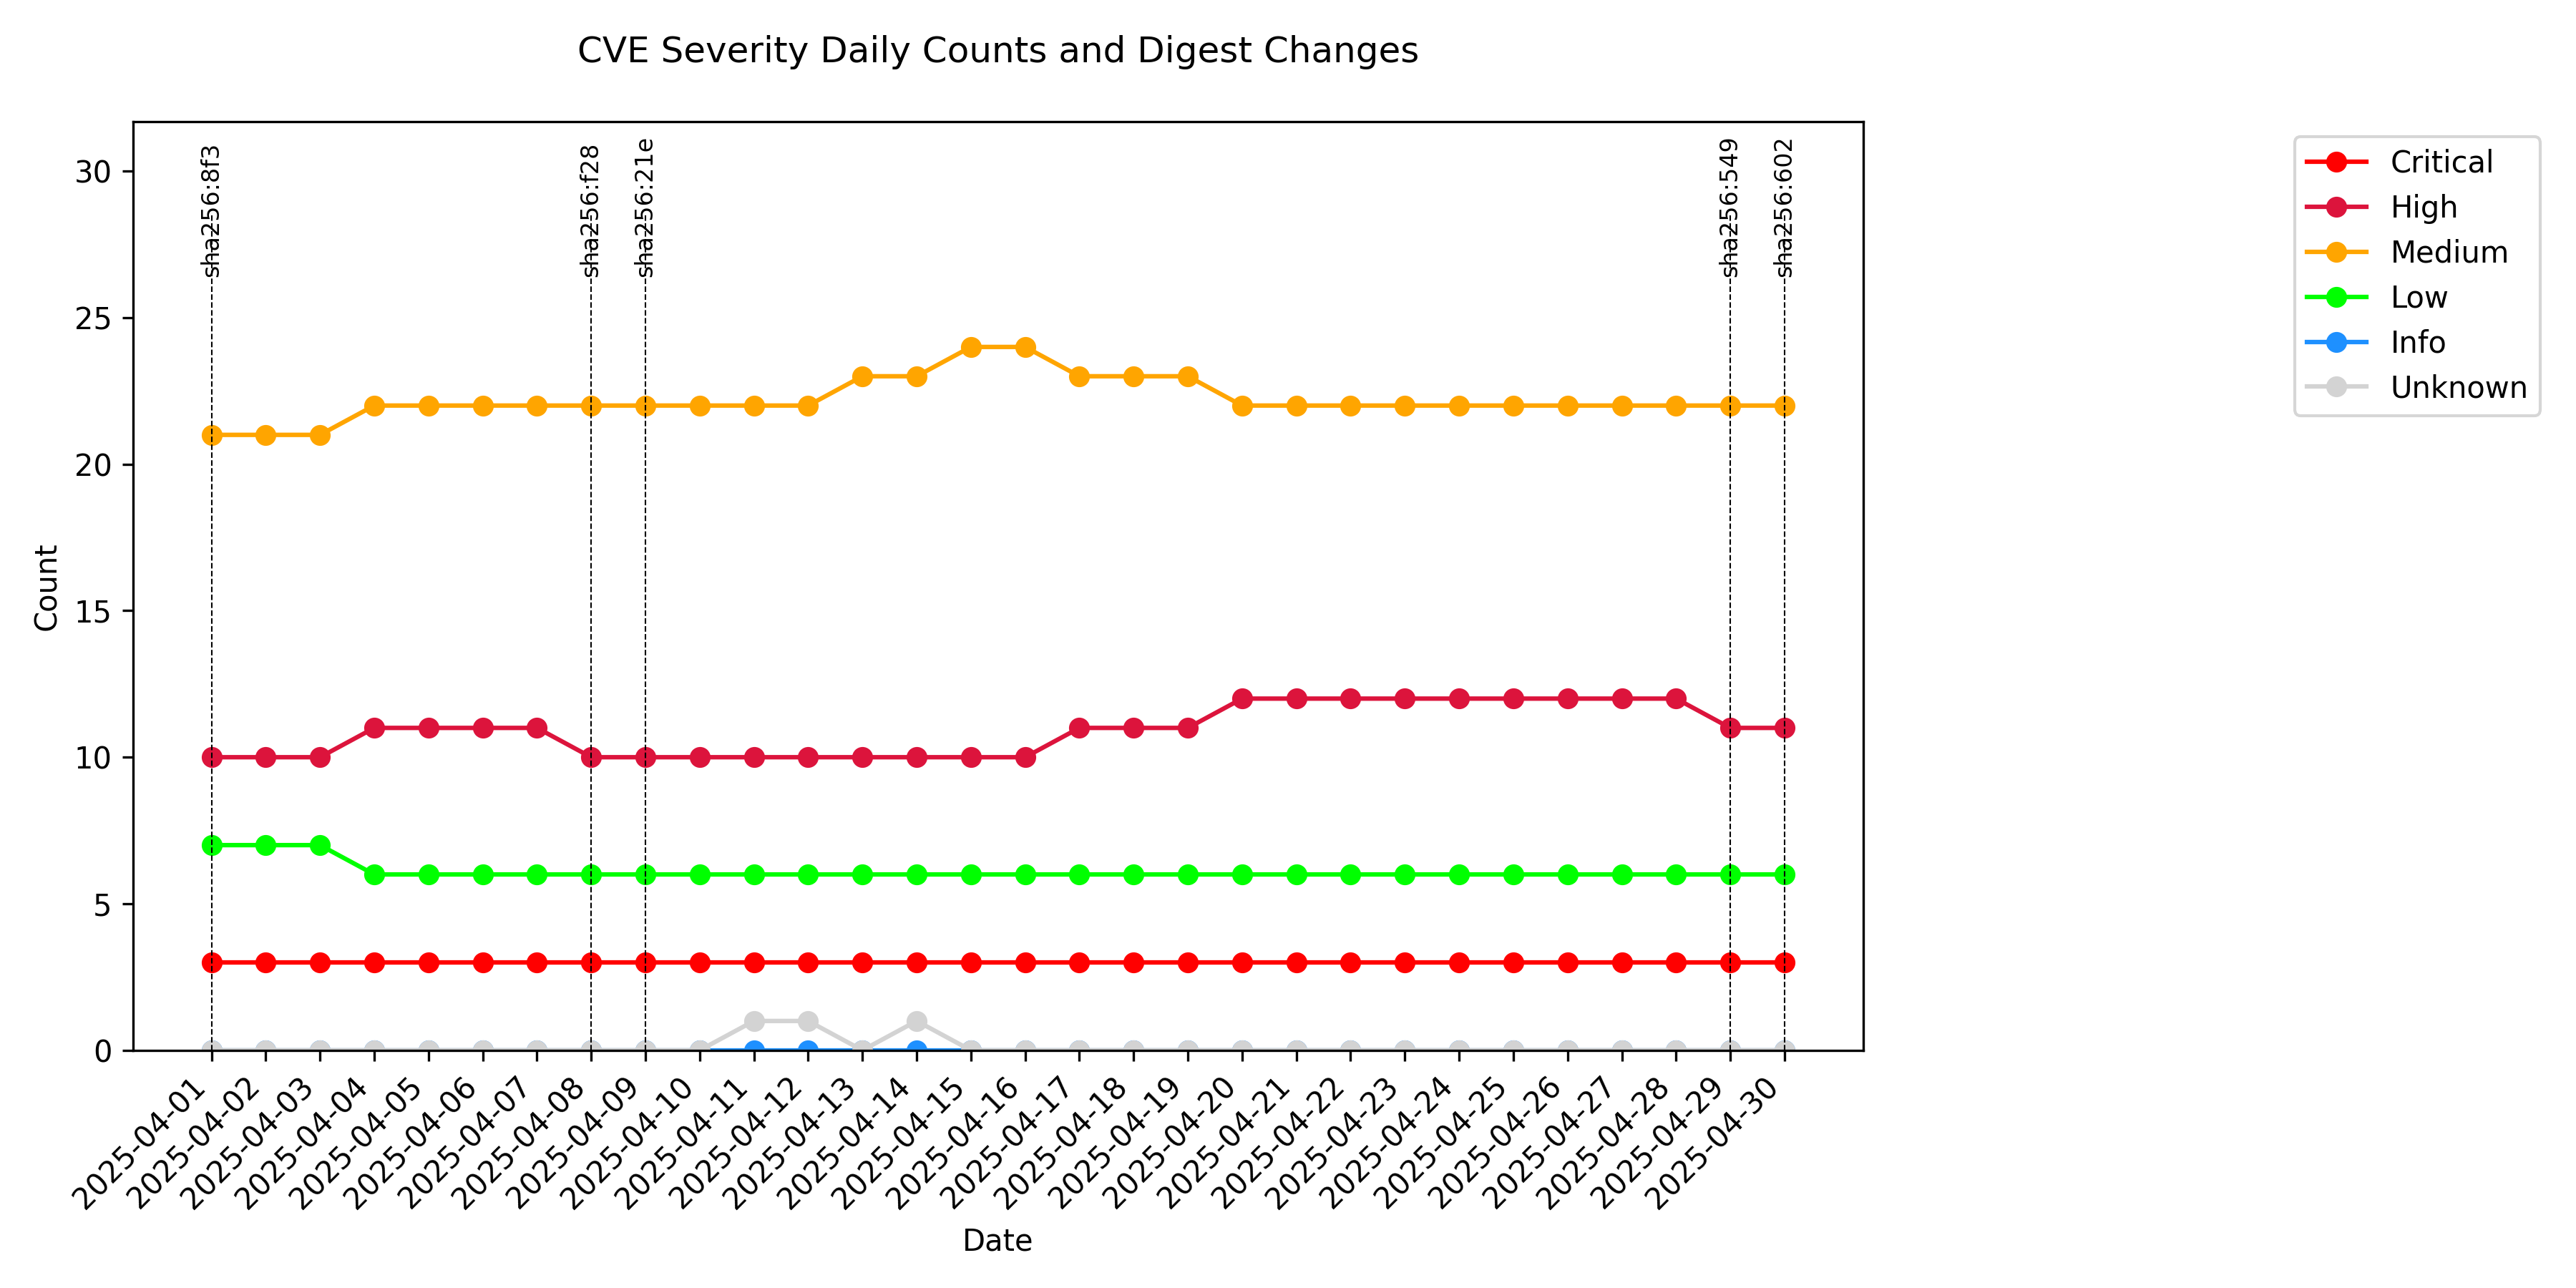 CVE Severity Daily Counts and Digest Changes
sha256:8f3
sha256:f28
sha256:21e
sha256:549
sha256:602
Critical
High
Medium
Low
Info
Unknown
Count
30
25
20
15
10
5
0
2025-04-01
2025-04-02
2025-04-03
2025-04-04
2025-04-05
2025-04-06
2025-04-07
2025-04-08
2025-04-09
2025-04-10
2025-04-11
2025-04-12
2025-04-13
2025-04-14
2025-04-15
2025-04-16
2025-04-17
2025-04-18
2025-04-19
2025-04-20
2025-04-21
2025-04-22
2025-04-23
2025-04-24
2025-04-25
2025-04-26
2025-04-27
2025-04-28
2025-04-29
2025-04-30
Date